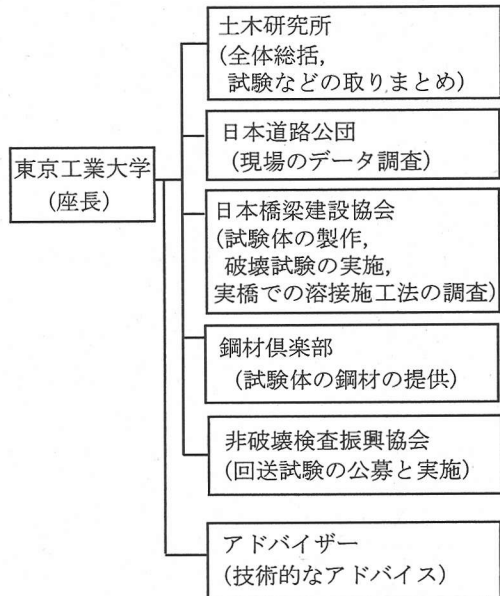 土木研究所
(全体総括,
試験などの取りまとめ)
日本道路公団
(現場のデータ調査)
東京工業大学
(座長)
日本橋梁建設協会
(試験体の製作,
破壊試験の実施,
実橋での溶接施工法の調査)
鋼材倶楽部
(試験体の鋼材の提供)
非破壊検査振興協会
(回送試験の公募と実施)
アドバイザー
(技術的なアドバイス)